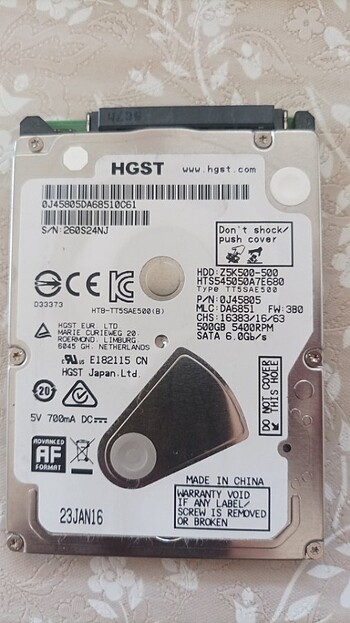 HGST www.hgst.com
0J45805DA68510C61
S/N:260S24NJ
Don't shock/
push cover
D33373
HTB-TT5SAE500(B)
HDD:Z5K500-500
HTS545050A7E680
Type TT5SAE500
P/N:0J45805
MLC:DA6851 FW:3B0
CHS:16383/16/63
500GB 5400RPM
SATA 6.0Gb/s
HGST EUR. LTD
MARIE CURIEWEG 20.
ROERMOND. LIMBURG
6045 GH. NETHERLANDS
E182115 CN
HGST Japan.Ltd.
20
5V 700mA DC
DO NOT COVER
THIS HOLE
ADVANCED
AF
FORMAT
23JAN16
MADE IN CHINA
WARRANTY VOID
IF ANY LABEL/
SCREW IS REMOVED
OR BROKEN